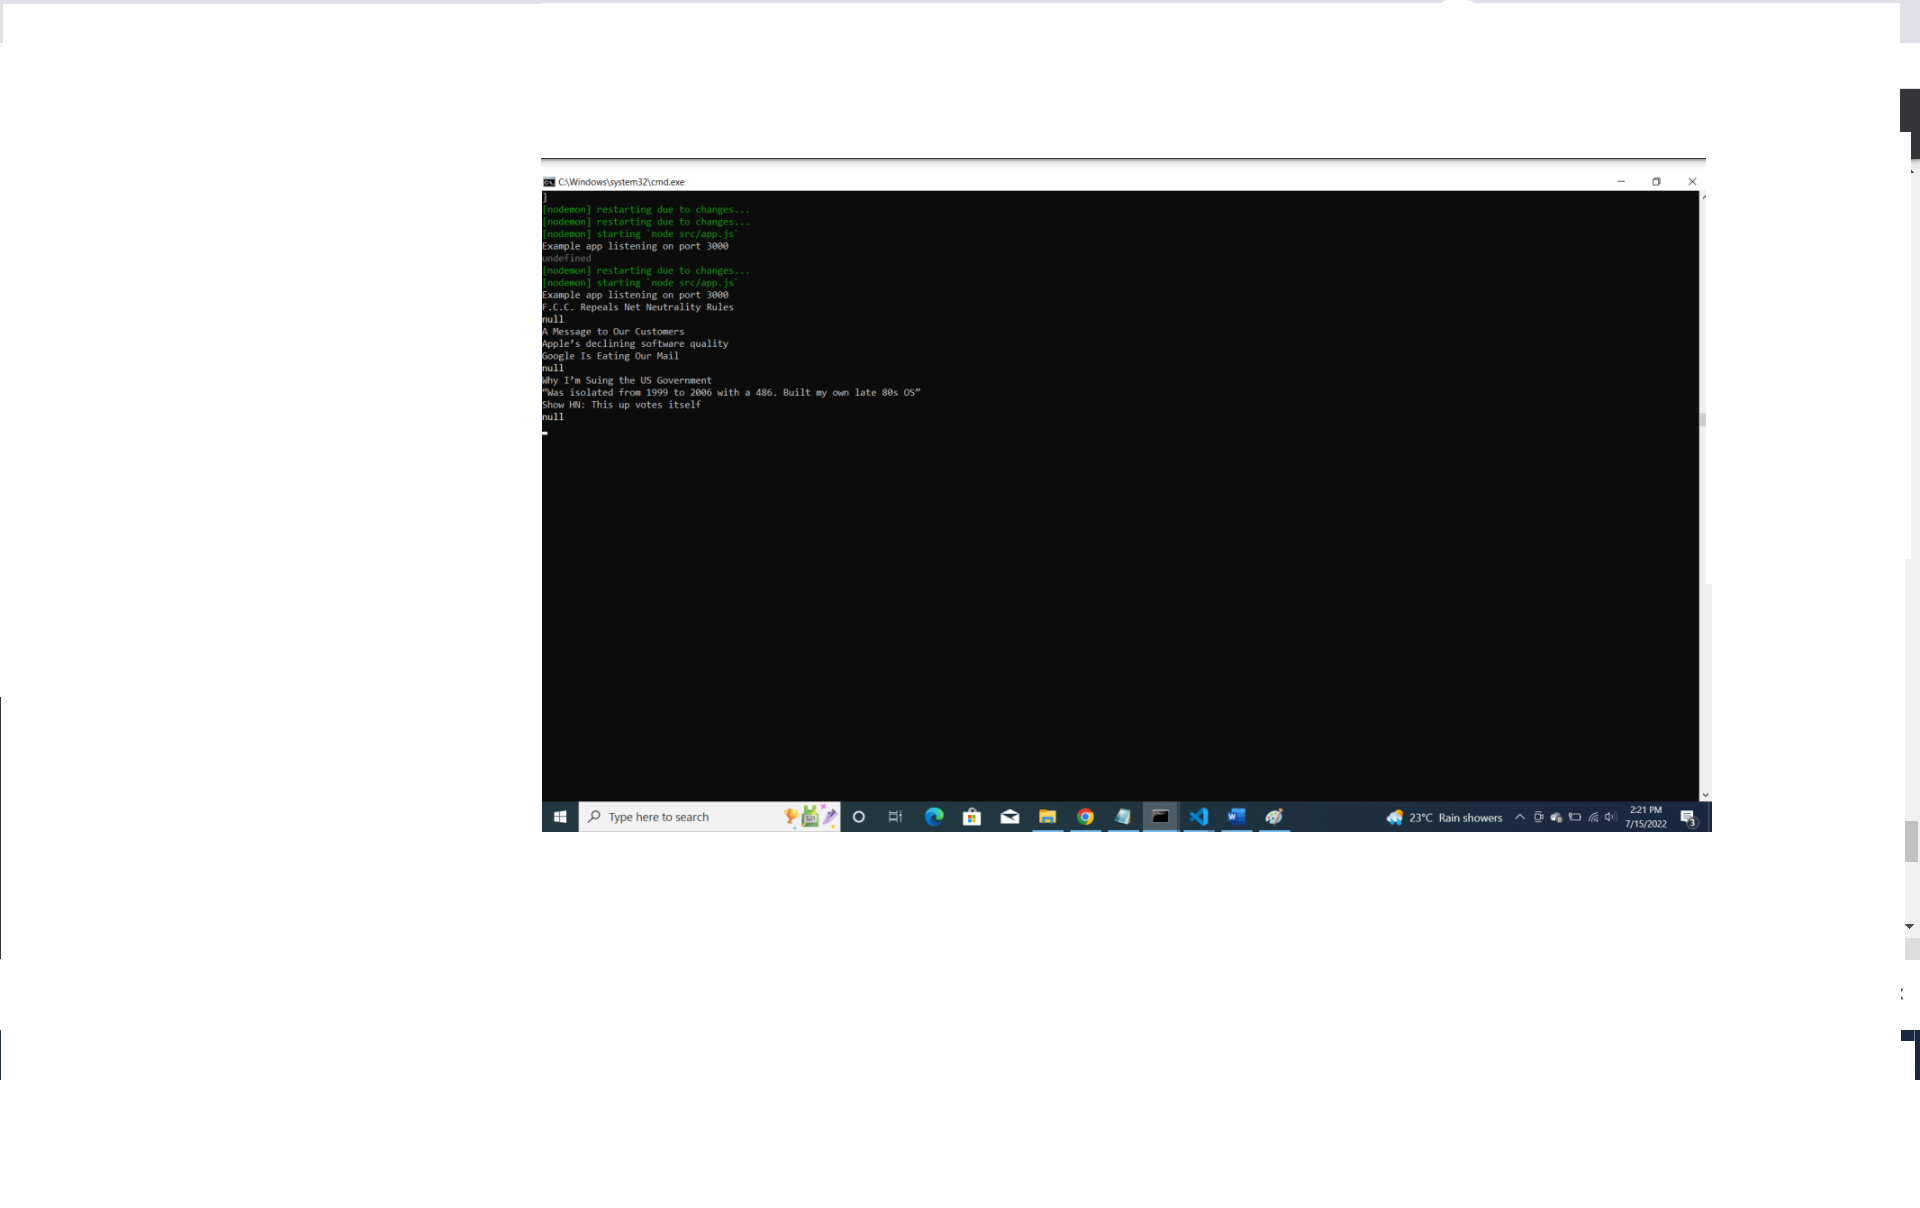 C:\Windows\system32\cmd.exe
]
[nodemon] restarting due to changes...
[nodemon] restarting due to changes...
[nodemon] starting `node src/app.js`
Example app listening on port 3000
undefined
[nodemon] restarting due to changes...
[nodemon] starting `node src/app.js`
Example app listening on port 3000
F.C.C. Repeals Net Neutrality Rules
null
A Message to Our Customers
Apple’s declining software quality
Google Is Eating Our Mail
null
Why I’m Suing the US Government
“Was isolated from 1999 to 2006 with a 486. Built my own late 80s OS”
Show HN: This up votes itself
null
Type here to search
23°C Rain showers
2:21 PM
7/15/2022
3